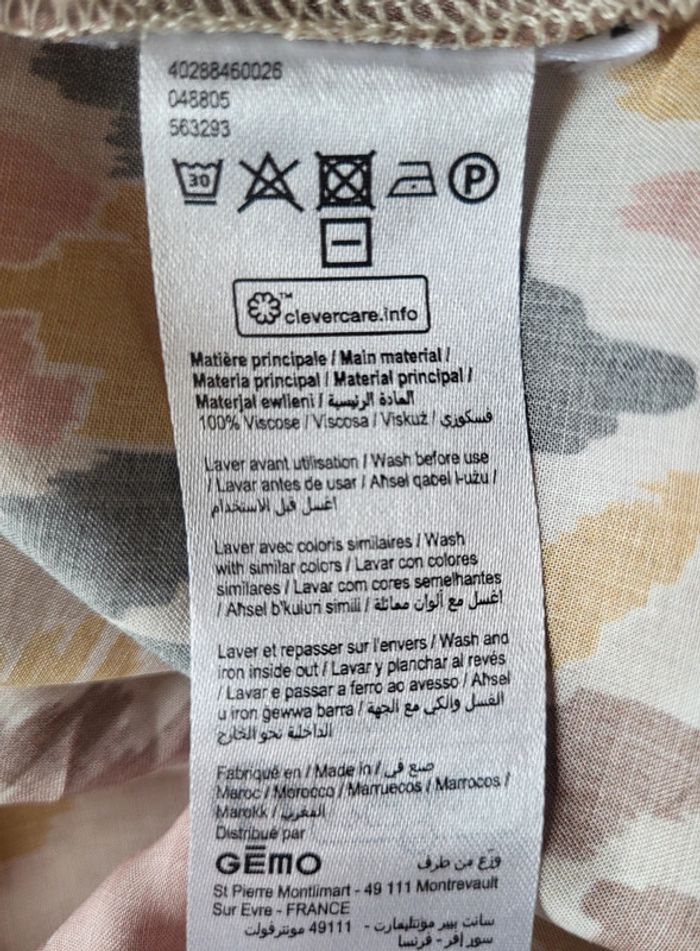 40288460026
048805
563293
30
P
™
clevercare.info
Matière principale / Main material /
Materia principal / Material principal /
Materjal ewlieni / المادة الرئيسية
100% Viscose / Viscosa / Viskuż / فسكوزي
Laver avant utilisation / Wash before use
/ Lavar antes de usar / Aħsel qabel l-użu /
اغسل قبل الاستخدام
Laver avec coloris similaires / Wash
with similar colors / Lavar con colores
similares / Lavar com cores semelhantes
/ Aħsel b'kuluri simili / اغسل مع ألوان مماثلة
Laver et repasser sur l'envers / Wash and
iron inside out / Lavar y planchar al revés
/ Lavar e passar a ferro ao avesso / Aħsel
u iron ġewwa barra / الغسل والكي مع الجهة
الداخلية نحو الخارج
Fabriqué en / Made in / صنع في
Maroc / Morocco / Marruecos / Marrocos /
Marokk / المغرب
Distribué par
GĒMO وزّع من طرف
St Pierre Montlimart - 49 111 Montrevault
Sur Evre - FRANCE
سانت بيير مونتليمارت - 49111 مونترفولت
سور إفر - فرنسا